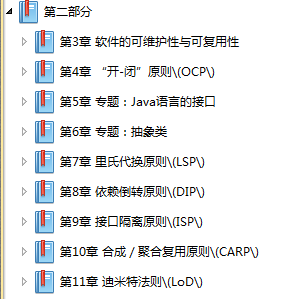 第二部分
第3章 软件的可维护性与可复用性
第4章 “开-闭”原则\(OCP\)
第5章 专题：Java语言的接口
第6章 专题：抽象类
第7章 里氏代换原则\(LSP\)
第8章 依赖倒转原则\(DIP\)
第9章 接口隔离原则\(ISP\)
第10章 合成 / 聚合复用原则\(CARP\)
第11章 迪米特法则\(LoD\)